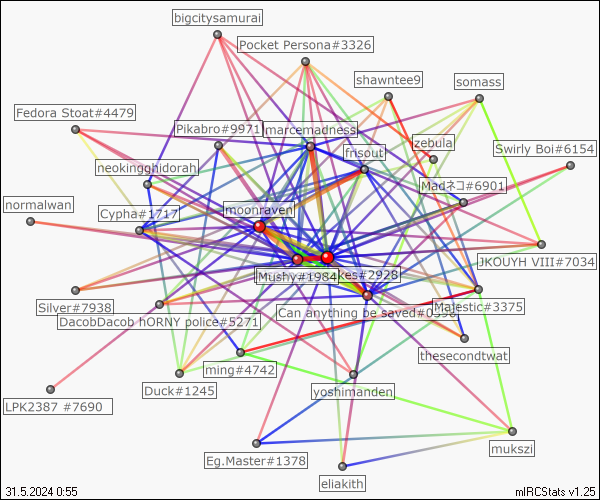 bigcitysamurai
Pocket Persona#3326
shawntee9
somass
Fedora Stoat#4479
Pikabro#9971
marcemadness
zebula
Swirly Boi#6154
frisout
neokingghidorah
Madネコ#6901
normalwan
Cypha#1717
moonraven
JKOUYH VIII#7034
Mushy#1984
kes#2928
Silver#7938
Majestic#3375
DacobDacob hORNY police#5271
Can anything be saved#0
thesecondtwat
ming#4742
Duck#1245
yoshimanden
LPK2387 #7690
mukszi
Eg.Master#1378
eliakith
31.5.2024 0:55
mIRCStats v1.25